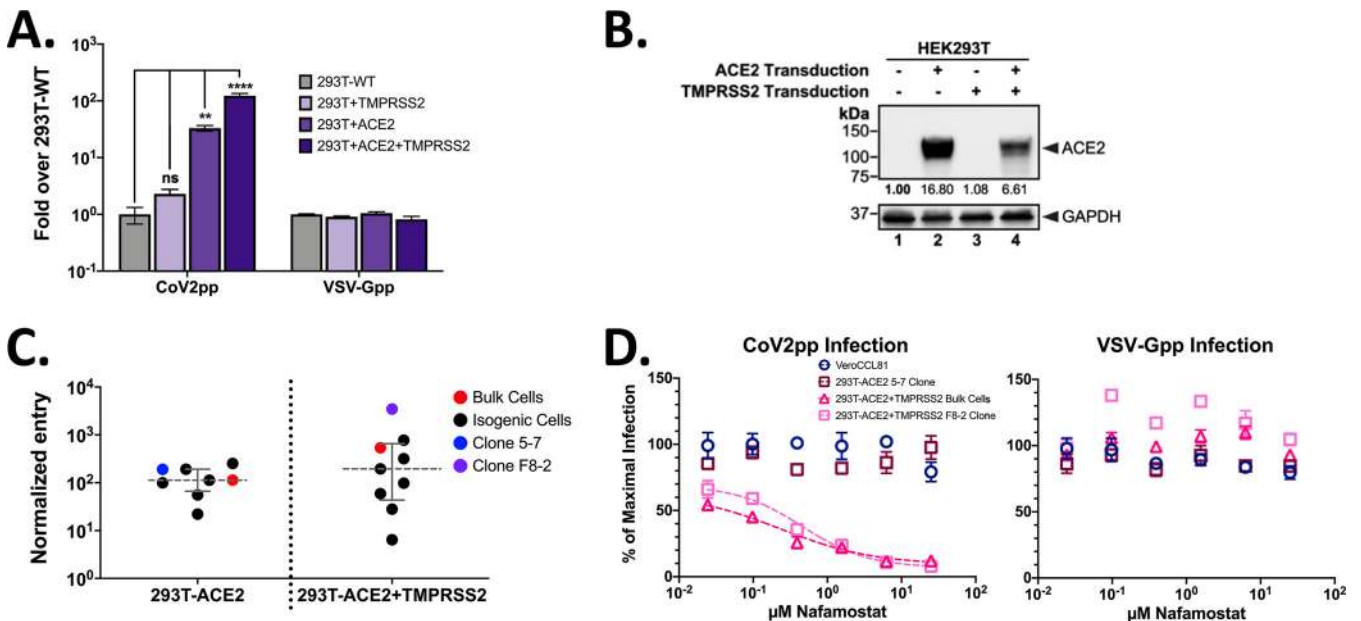 A.
Fold over 293T-WT
10³
10²
10¹
10⁰
10⁻¹
ns
**
****
293T-WT
293T+TMPRSS2
293T+ACE2
293T+ACE2+TMPRSS2
CoV2pp
VSV-Gpp
B.
HEK293T
ACE2 Transduction - + - +
TMPRSS2 Transduction - - + +
kDa
150
100
75
ACE2
1.00 16.80 1.08 6.61
37
GAPDH
1 2 3 4
C.
Normalized entry
10⁴
10³
10²
10¹
10⁰
Bulk Cells
Isogenic Cells
Clone 5-7
Clone F8-2
293T-ACE2
293T-ACE2+TMPRSS2
D.
CoV2pp Infection
VeroCCL81
293T-ACE2 5-7 Clone
293T-ACE2+TMPRSS2 Bulk Cells
293T-ACE2+TMPRSS2 F8-2 Clone
% of Maximal Infection
150
100
50
0
10⁻² 10⁻¹ 10⁰ 10¹ 10²
µM Nafamostat
VSV-Gpp Infection
150
100
50
0
10⁻² 10⁻¹ 10⁰ 10¹ 10²
µM Nafamostat